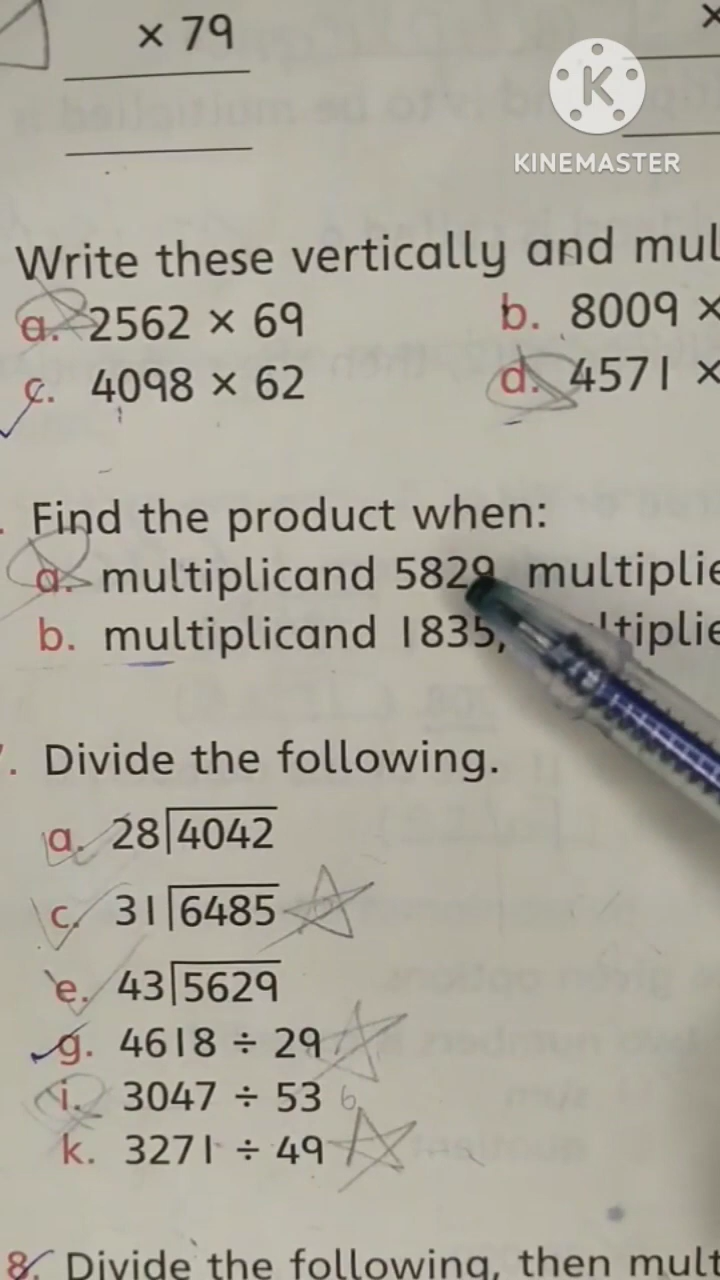 × 79
×
K
KINEMASTER
Write these vertically and mul
a. 2562 × 69
b. 8009 ×
c. 4098 × 62
d. 4571 ×
. Find the product when:
a. multiplicand 5829 multiplie
b. multiplicand 1835, ltiplie
. Divide the following.
a. 28 4042
c. 31 6485
e. 43 5629
g. 4618 ÷ 29
i. 3047 ÷ 53 6
k. 3271 ÷ 49
8. Divide the following, then mult